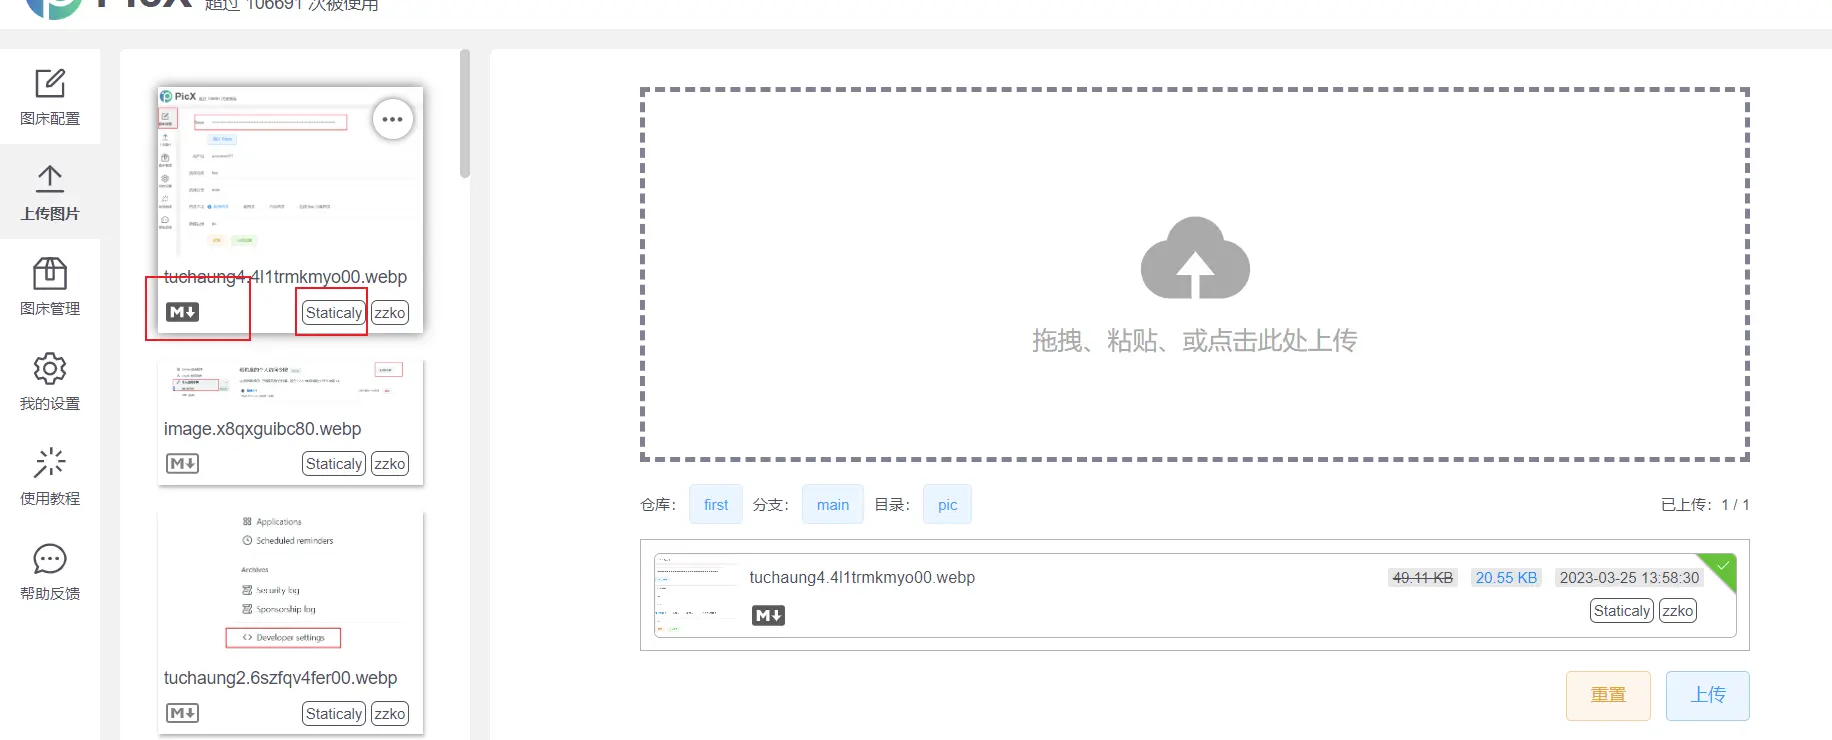 PicX 超过 106691 次被使用
图床配置
上传图片
图床管理
我的设置
使用教程
帮助反馈
PicX
tuchaung4.4l1trmkmyo00.webp
M
Staticaly zzko
image.x8qxguibc80.webp
M
Staticaly zzko
Applications
Scheduled reminders
Archives
Security log
Sponsorship log
<> Developer settings
tuchaung2.6szfqv4fer00.webp
M
Staticaly zzko
拖拽、粘贴、或点击此处上传
仓库： first 分支： main 目录： pic 已上传：1 / 1
tuchaung4.4l1trmkmyo00.webp 49.11 KB 20.55 KB 2023-03-25 13:58:30
M
Staticaly zzko
重置 上传